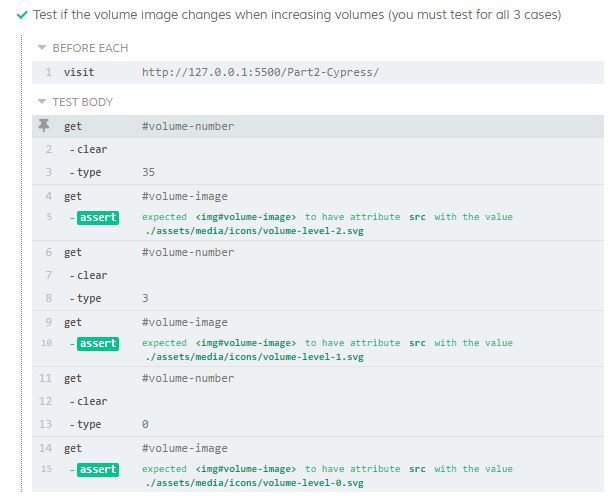 Test if the volume image changes when increasing volumes (you must test for all 3 cases)
BEFORE EACH
1 visit http://127.0.0.1:5500/Part2-Cypress/
TEST BODY
get #volume-number
2 -clear
3 -type 35
4 get #volume-image
5 -assert expected <img#volume-image> to have attribute src with the value
./assets/media/icons/volume-level-2.svg
6 get #volume-number
7 -clear
8 -type 3
9 get #volume-image
10 -assert expected <img#volume-image> to have attribute src with the value
./assets/media/icons/volume-level-1.svg
11 get #volume-number
12 -clear
13 -type 0
14 get #volume-image
15 -assert expected <img#volume-image> to have attribute src with the value
./assets/media/icons/volume-level-0.svg